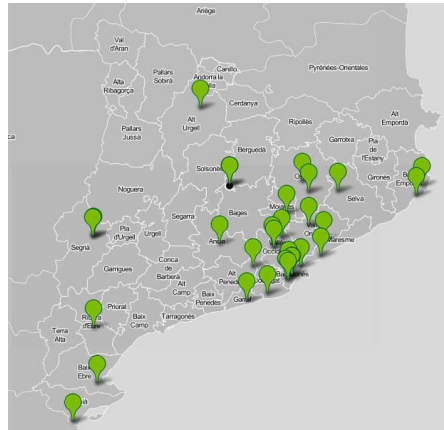 Ariège
Val
d'Aran
Canillo
Andorra la
Pallars
Sobirà
Pyrénées-Orientales
Alta
Ribagorça
Cerdanya
Alt
Urgell
Ripollès
Alt
Empordà
Pallars
Jussà
Garrotxa
Pla
de
l'Estany
Berguedà
Solsonès
Gironès
Noguera
Selva
Segarra
Bages
Pla
d'Urgell
Urgell
Segrià
Anoia
Maresme
Conca
de
Barberà
Garrigues
Alt
Camp
Alt
Penedès
Baix
Penedès
Garraf
Priorat
Baix
Camp
Tarragonès
Terra
Alta
Ribera
d'Ebre
Baix
Ebre